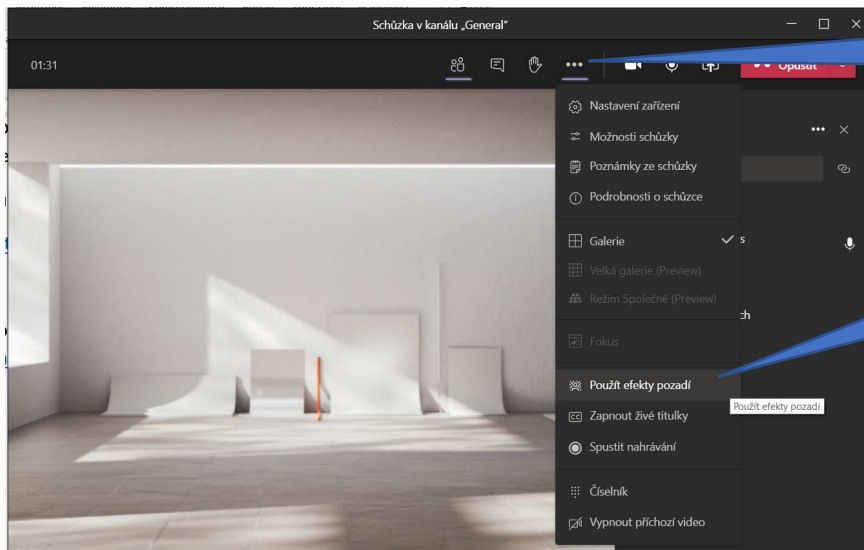 Schůzka v kanálu „General“
01:31
Opustit
Nastavení zařízení
Možnosti schůzky
Poznámky ze schůzky
Podrobnosti o schůzce
Galerie
s
Velká galerie (Preview)
Režim Společně (Preview)
ch
Fokus
Použít efekty pozadí
Použít efekty pozadí
Zapnout živé titulky
Spustit nahrávání
Číselník
Vypnout příchozí video